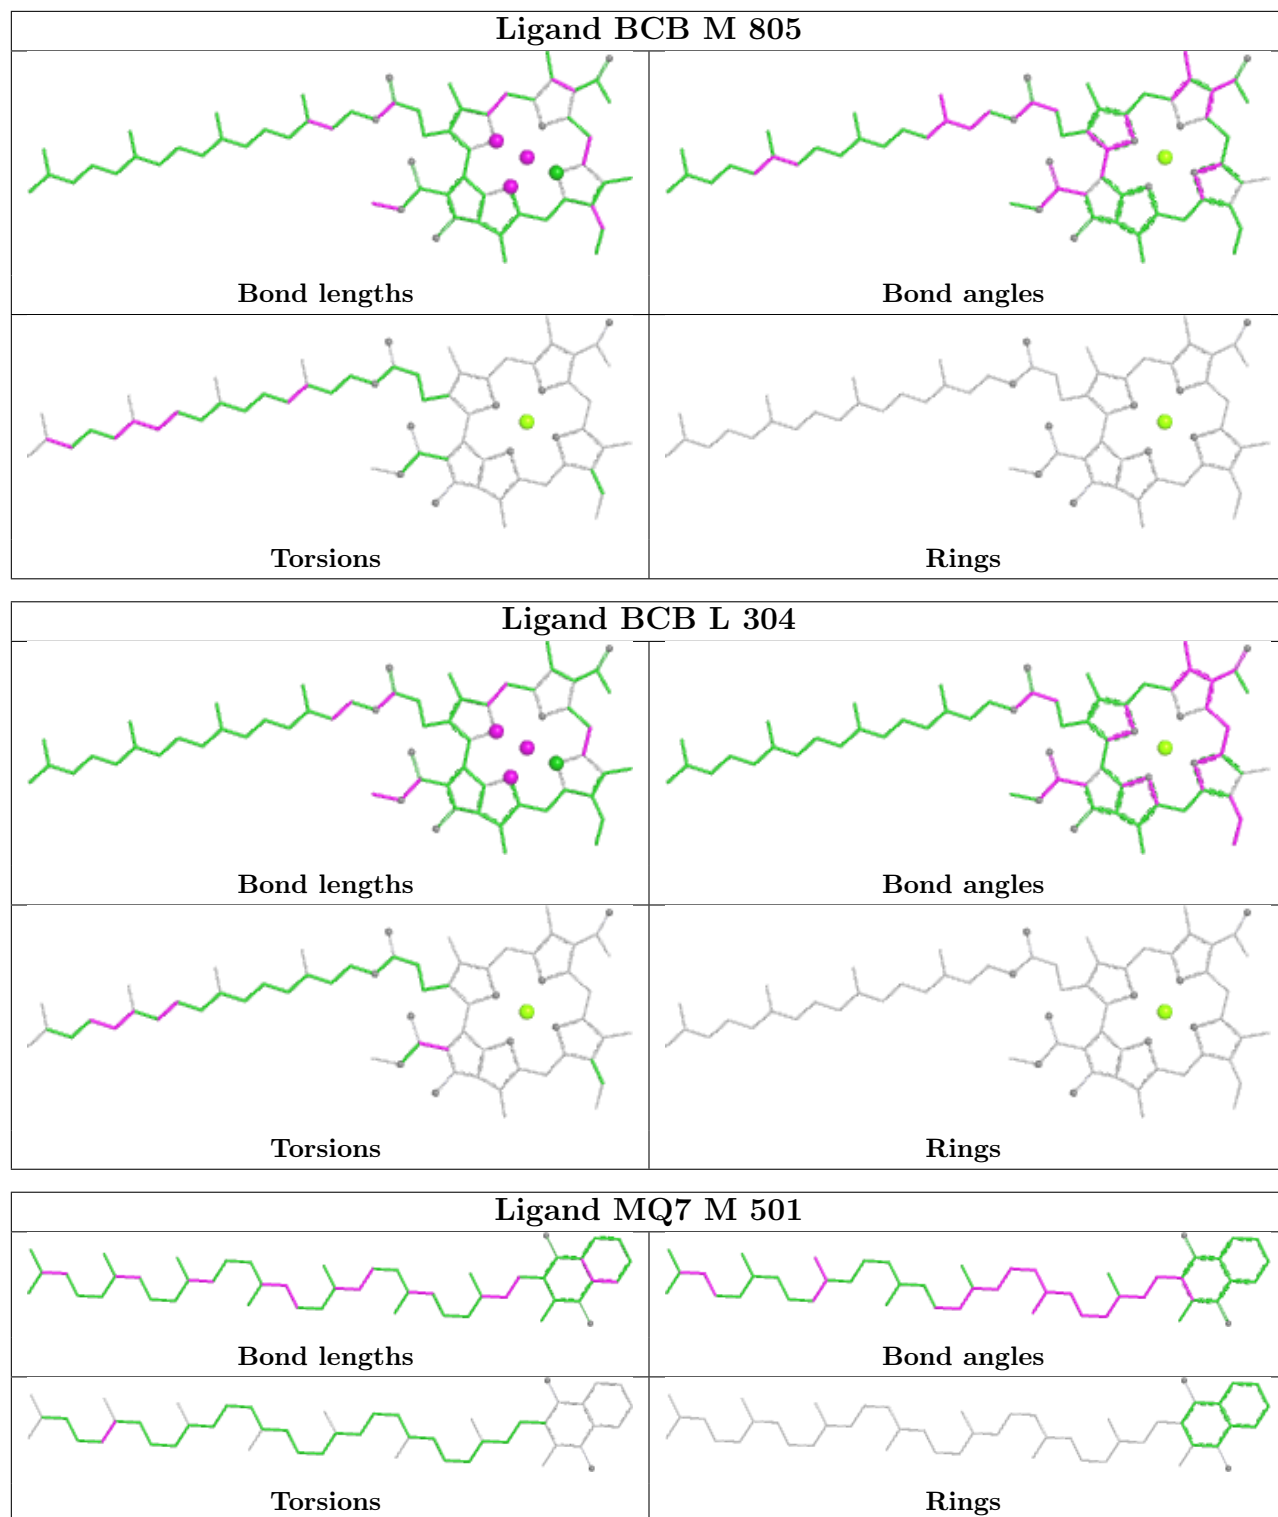 Ligand BCB M 805
Bond lengths
Bond angles
Torsions
Rings
Ligand BCB L 304
Bond lengths
Bond angles
Torsions
Rings
Ligand MQ7 M 501
Bond lengths
Bond angles
Torsions
Rings